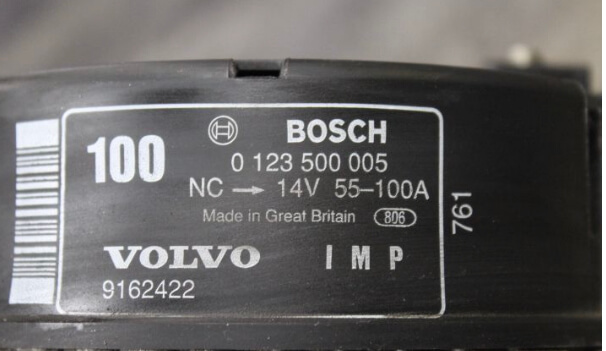 100 BOSCH
0 123 500 005
NC → 14V 55-100A
Made in Great Britain 806
VOLVO IMP
9162422
761